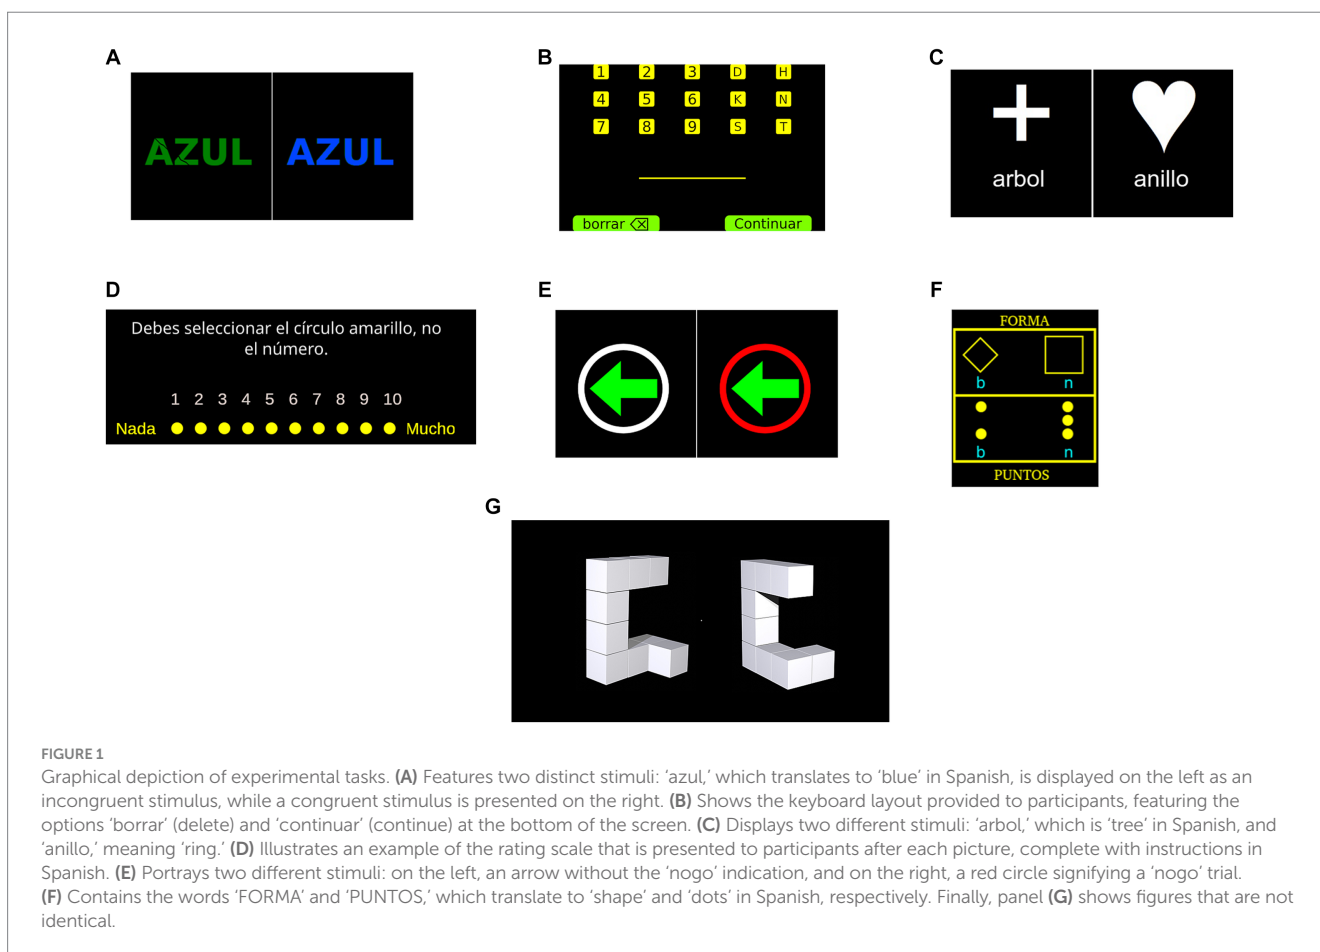 A
AZUL AZUL
B
1 2 3 D H
4 5 6 K N
7 8 9 S T
borrar Continuar
C
arbol anillo
D
Debes seleccionar el círculo amarillo, no
el número.
1 2 3 4 5 6 7 8 9 10
Nada Mucho
E
F
FORMA
b n
b n
PUNTOS
G
FIGURE 1
Graphical depiction of experimental tasks. (A) Features two distinct stimuli: ‘azul,’ which translates to ‘blue’ in Spanish, is displayed on the left as an
incongruent stimulus, while a congruent stimulus is presented on the right. (B) Shows the keyboard layout provided to participants, featuring the
options ‘borrar’ (delete) and ‘continuar’ (continue) at the bottom of the screen. (C) Displays two different stimuli: ‘arbol,’ which is ‘tree’ in Spanish, and
‘anillo,’ meaning ‘ring.’ (D) Illustrates an example of the rating scale that is presented to participants after each picture, complete with instructions in
Spanish. (E) Portrays two different stimuli: on the left, an arrow without the ‘nogo’ indication, and on the right, a red circle signifying a ‘nogo’ trial.
(F) Contains the words ‘FORMA’ and ‘PUNTOS,’ which translate to ‘shape’ and ‘dots’ in Spanish, respectively. Finally, panel (G) shows figures that are not
identical.